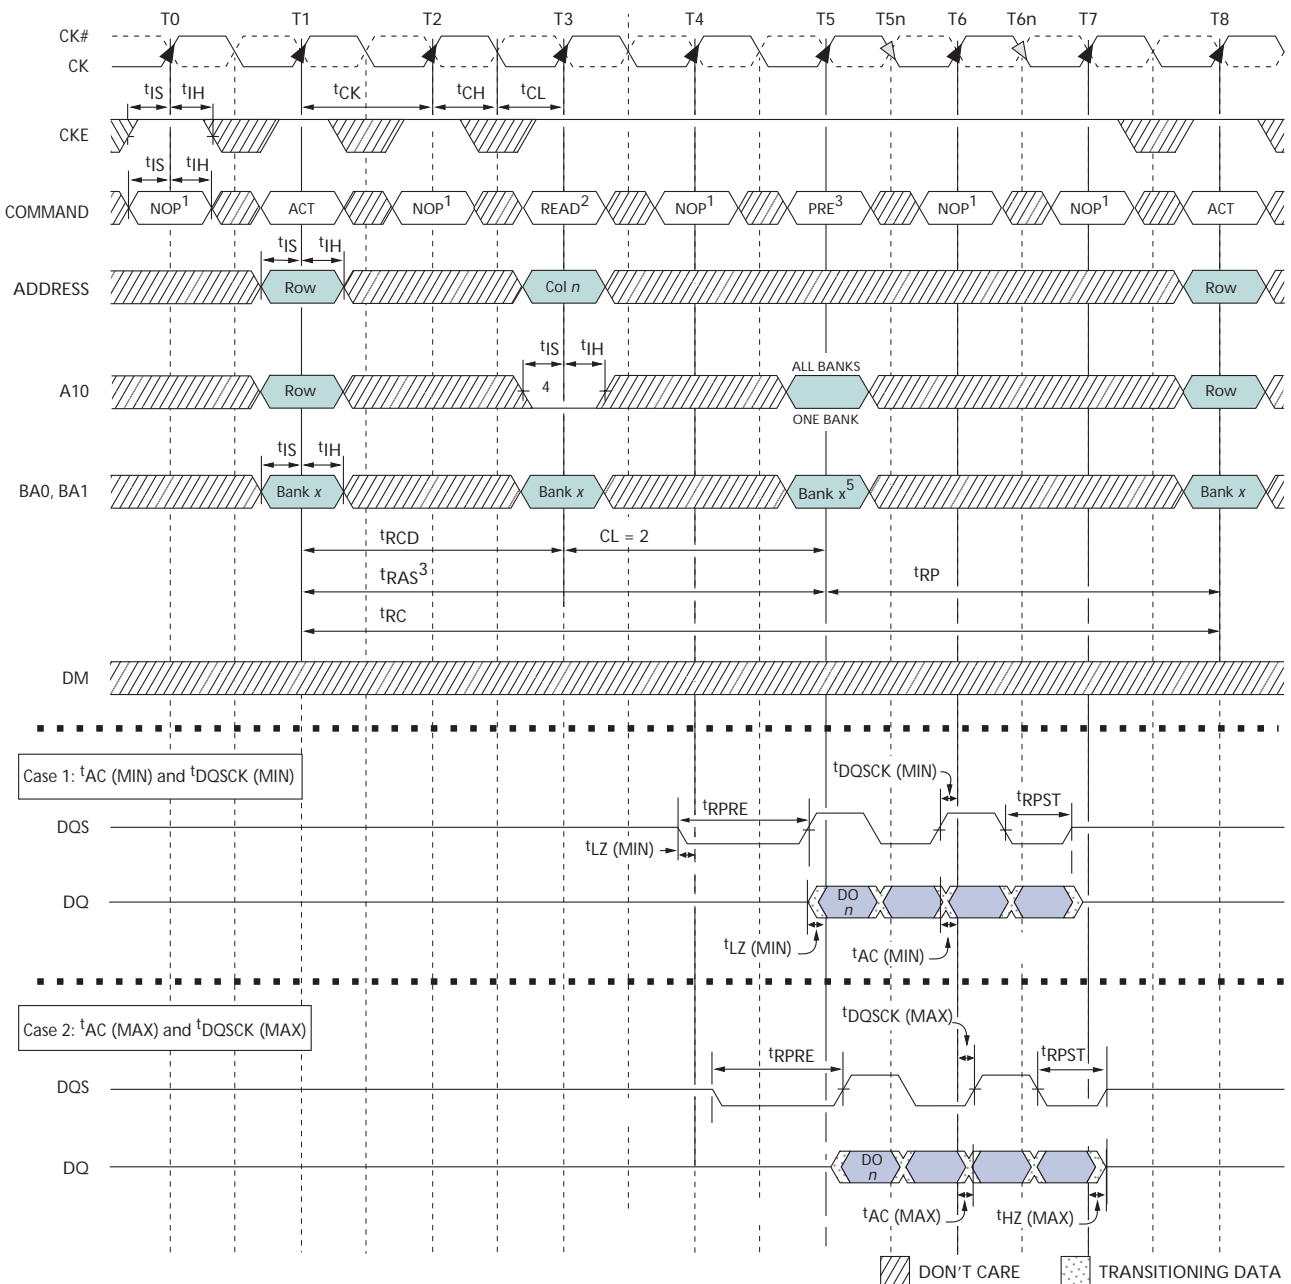 T0 T1 T2 T3 T4 T5 T5n T6 T6n T7 T8
CK#
CK
tIS tIH tCK tCH tCL
CKE
tIS tIH
COMMAND NOP1 ACT NOP1 READ2 NOP1 PRE3 NOP1 NOP1 ACT
tIS tIH
ADDRESS Row Col n Row
tIS tIH ALL BANKS
A10 Row 4 Row
ONE BANK
tIS tIH
BA0, BA1 Bank x Bank x Bank x5 Bank x
tRCD CL = 2
tRAS3 tRP
tRC
DM
Case 1: tAC (MIN) and tDQSCK (MIN)
tDQSCK (MIN)
tRPRE tRPST
DQS
tLZ (MIN)
DQ DO
n
tLZ (MIN) tAC (MIN)
Case 2: tAC (MAX) and tDQSCK (MAX)
tDQSCK (MAX)
tRPRE tRPST
DQS
DQ DO
n
tAC (MAX) tHZ (MAX)
DON'T CARE TRANSITIONING DATA